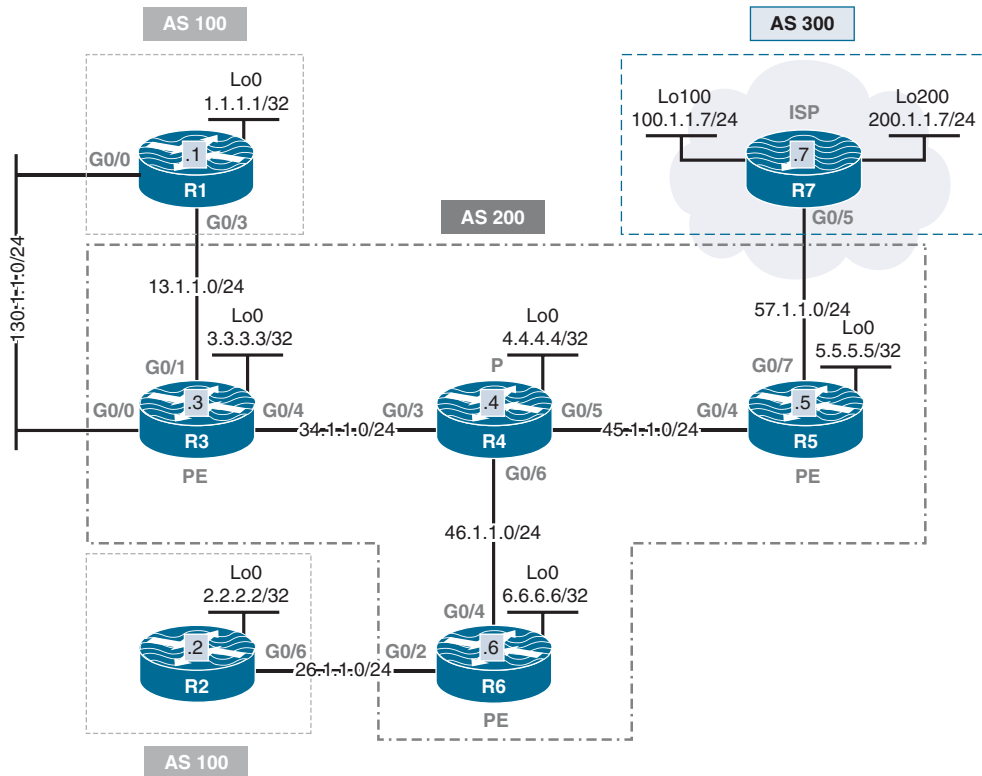 AS 100
AS 300
Lo0
1.1.1.1/32
Lo100
100.1.1.7/24
ISP
Lo200
200.1.1.7/24
G0/0
.1
R1
.7
R7
G0/3
G0/5
AS 200
130.1.1.0/24
13.1.1.0/24
57.1.1.0/24
Lo0
3.3.3.3/32
Lo0
4.4.4.4/32
Lo0
5.5.5.5/32
G0/1
P
G0/7
G0/0
.3
R3
G0/4
34.1.1.0/24
G0/3
.4
R4
G0/5
45.1.1.0/24
G0/4
.5
R5
PE
G0/6
PE
46.1.1.0/24
Lo0
2.2.2.2/32
Lo0
6.6.6.6/32
G0/4
.2
R2
G0/6
26.1.1.0/24
G0/2
.6
R6
PE
AS 100